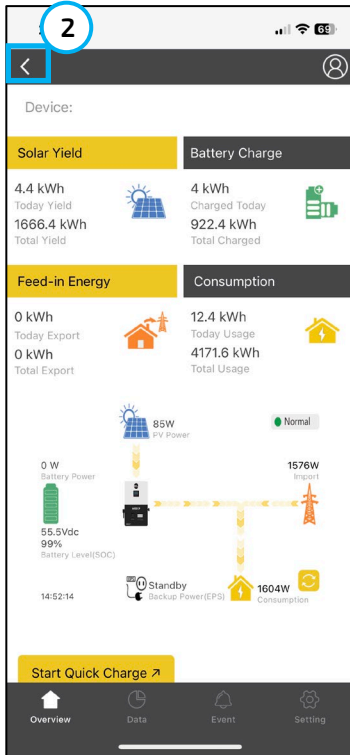 2
69
Device:
Solar Yield
Battery Charge
4.4 kWh
Today Yield
1666.4 kWh
Total Yield
4 kWh
Charged Today
922.4 kWh
Total Charged
Feed-in Energy
Consumption
0 kWh
Today Export
0 kWh
Total Export
12.4 kWh
Today Usage
4171.6 kWh
Total Usage
85W
PV Power
Normal
0 W
Battery Power
1576W
Import
55.5Vdc
99%
Battery Level(SOC)
Standby
Backup Power(EPS)
1604W
Consumption
14:52:14
Start Quick Charge ↗
Overview
Data
Event
Setting